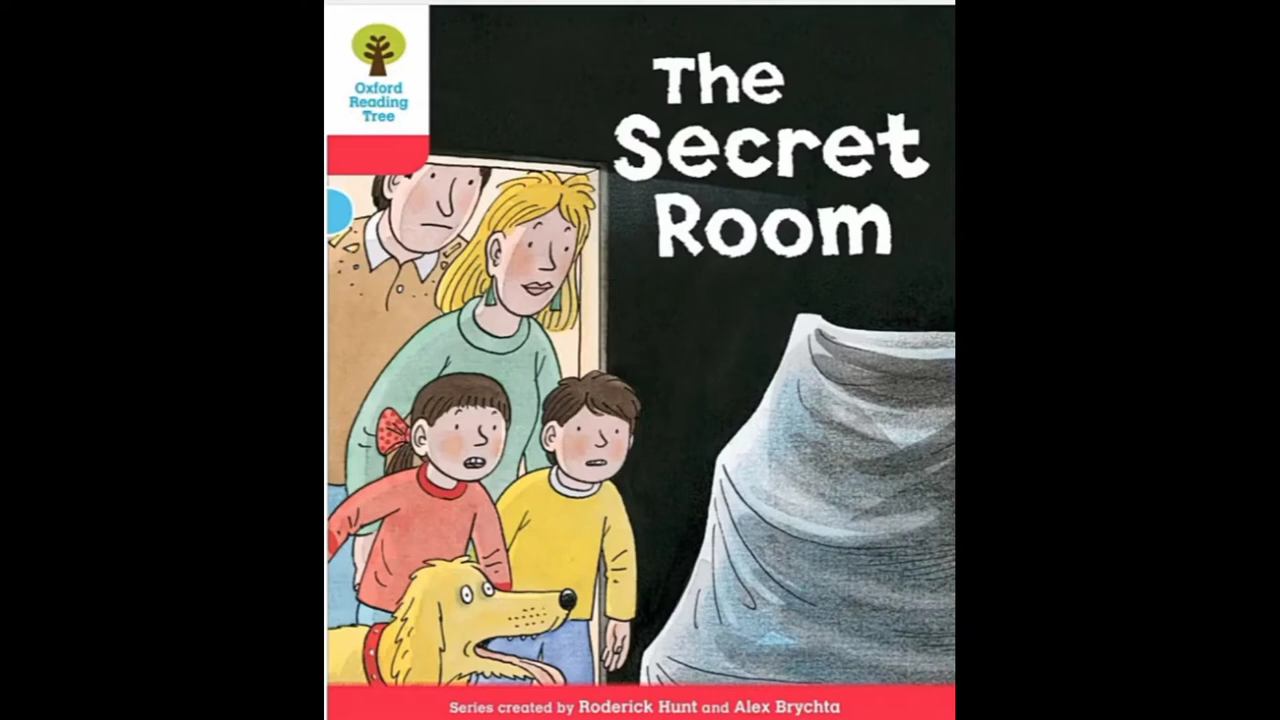 Oxford
Reading
Tree
The
Secret
Room
Series created by Roderick Hunt and Alex Brychta